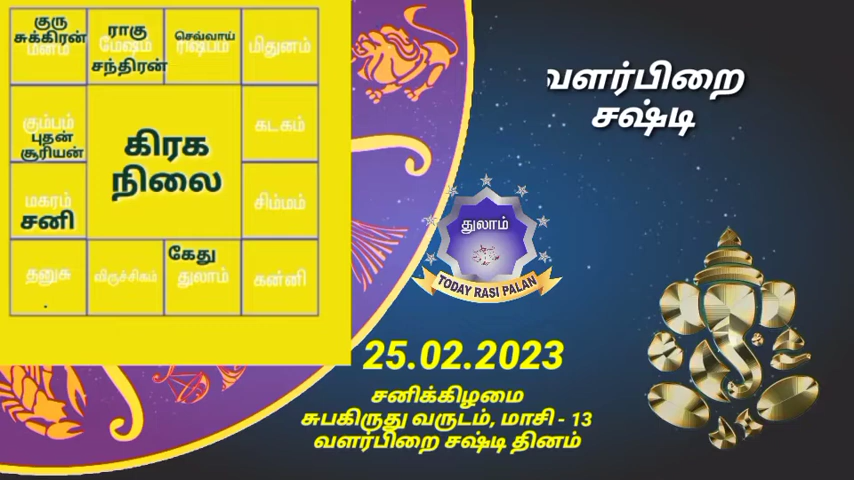 குரு
சுக்கிரன்
மீனம்
ராகு
மேஷம்
சந்திரன்
செவ்வாய்
ரிஷபம்
மிதுனம்
கும்பம்
புதன்
சூரியன்
கிரக
நிலை
கடகம்
மகரம்
சனி
சிம்மம்
தனுசு
விருச்சிகம்
கேது
துலாம்
கன்னி
வளர்பிறை
சஷ்டி
துலாம்
TODAY RASI PALAN
25.02.2023
சனிக்கிழமை
சுபகிருது வருடம், மாசி - 13
வளர்பிறை சஷ்டி தினம்